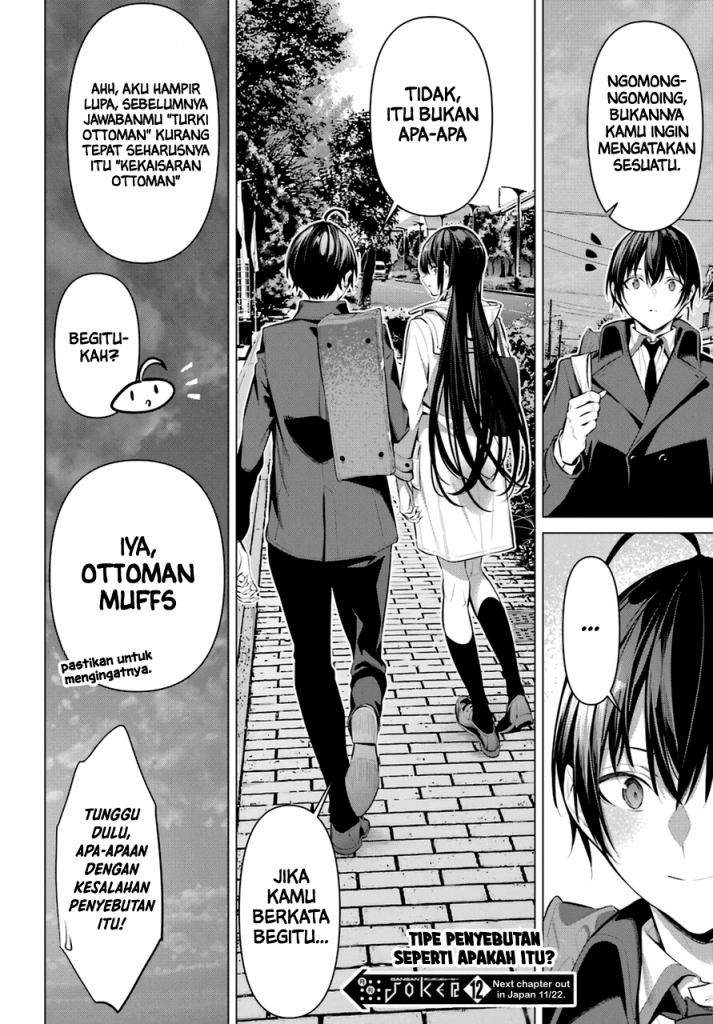 NGOMONG-
NGOMOING,
BUKANNYA
KAMU INGIN
MENGATAKAN
SESUATU.
...
TIDAK,
ITU BUKAN
APA-APA
JIKA
KAMU
BERKATA
BEGITU...
AHH, AKU HAMPIR
LUPA, SEBELUMNYA
JAWABANMU "TURKI
OTTOMAN" KURANG
TEPAT SEHARUSNYA
ITU "KEKAISARAN
OTTOMAN"
BEGITU-
KAH?
IYA,
OTTOMAN
MUFFS
Pastikan untuk
mengingatnya.
TUNGGU
DULU,
APA-APAAN
DENGAN
KESALAHAN
PENYEBUTAN
ITU!
TIPE PENYEBUTAN
SEPERTI APAKAH ITU?
JOKER 12
Next chapter out
in Japan 11/22.